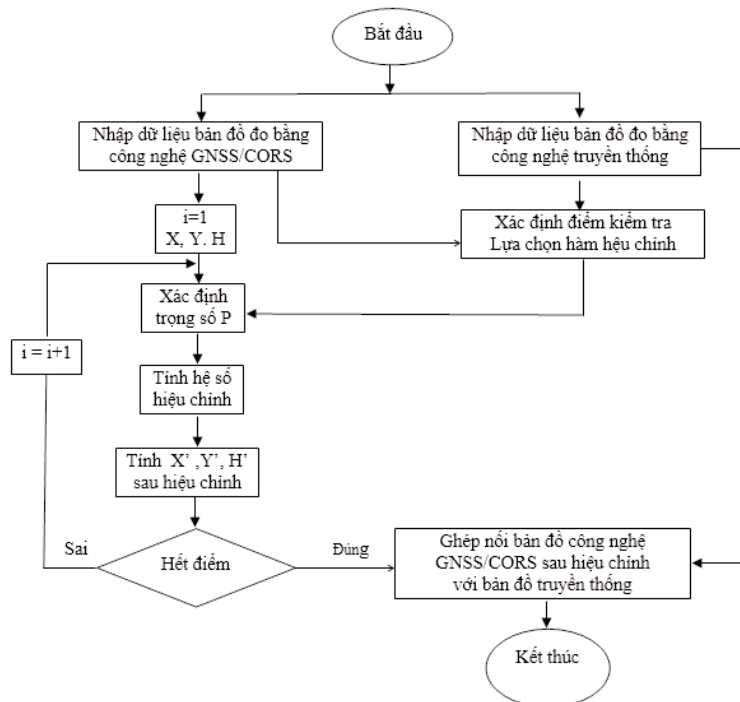 Bắt đầu
Nhập dữ liệu bản đồ đo bằng
công nghệ GNSS/CORS
Nhập dữ liệu bản đồ đo bằng
công nghệ truyền thống
i=1
X, Y. H
Xác định điểm kiểm tra
Lựa chọn hàm hệu chỉnh
Xác định
trọng số P
i = i+1
Tính hệ số
hiệu chỉnh
Tính X’ ,Y’, H’
sau hiệu chỉnh
Sai
Hết điểm
Đúng
Ghép nối bản đồ công nghệ
GNSS/CORS sau hiệu chỉnh
với bản đồ truyền thống
Kết thúc